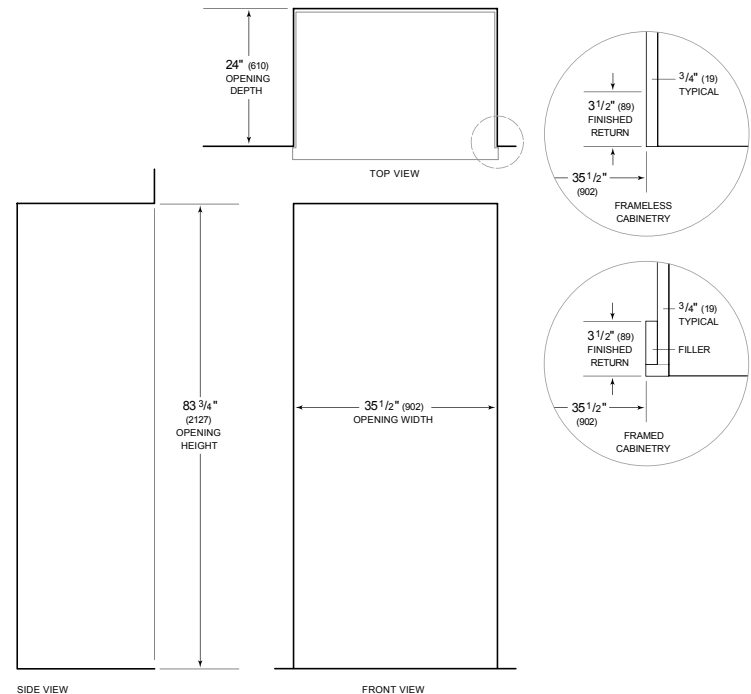 24" (610)
OPENING
DEPTH
TOP VIEW
3/4" (19)
TYPICAL
3 1/2" (89)
FINISHED
RETURN
35 1/2"
(902)
FRAMELESS
CABINETRY
3/4" (19)
TYPICAL
3 1/2" (89)
FINISHED
RETURN
FILLER
35 1/2"
(902)
FRAMED
CABINETRY
83 3/4"
(2127)
OPENING
HEIGHT
35 1/2" (902)
OPENING WIDTH
SIDE VIEW
FRONT VIEW